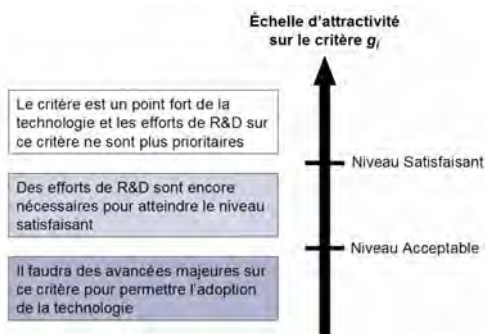 Échelle d'attractivité
sur le critère gi
Le critère est un point fort de la
technologie et les efforts de R&D sur
ce critère ne sont plus prioritaires
Niveau Satisfaisant
Des efforts de R&D sont encore
nécessaires pour atteindre le niveau
satisfaisant
Niveau Acceptable
Il faudra des avancées majeures sur
ce critère pour permettre l'adoption
de la technologie